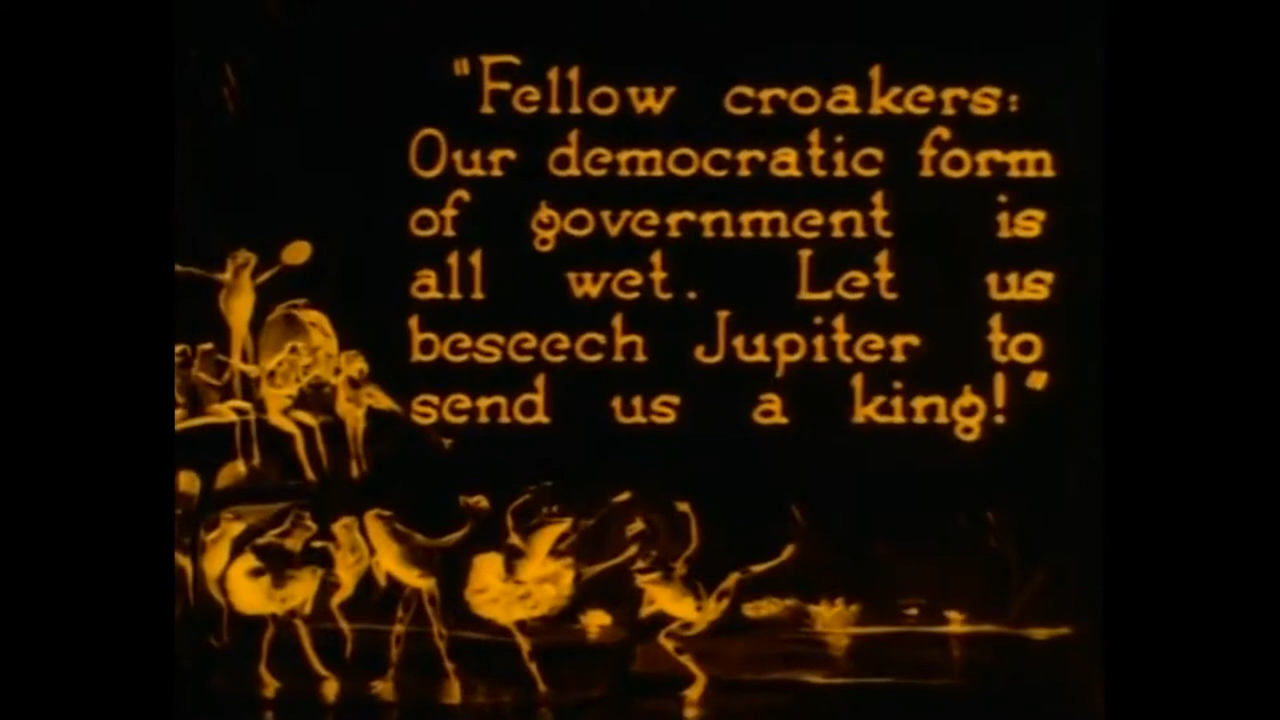 "Fellow croakers:
Our democratic form
of government is
all wet. Let us
beseech Jupiter to
send us a king!"